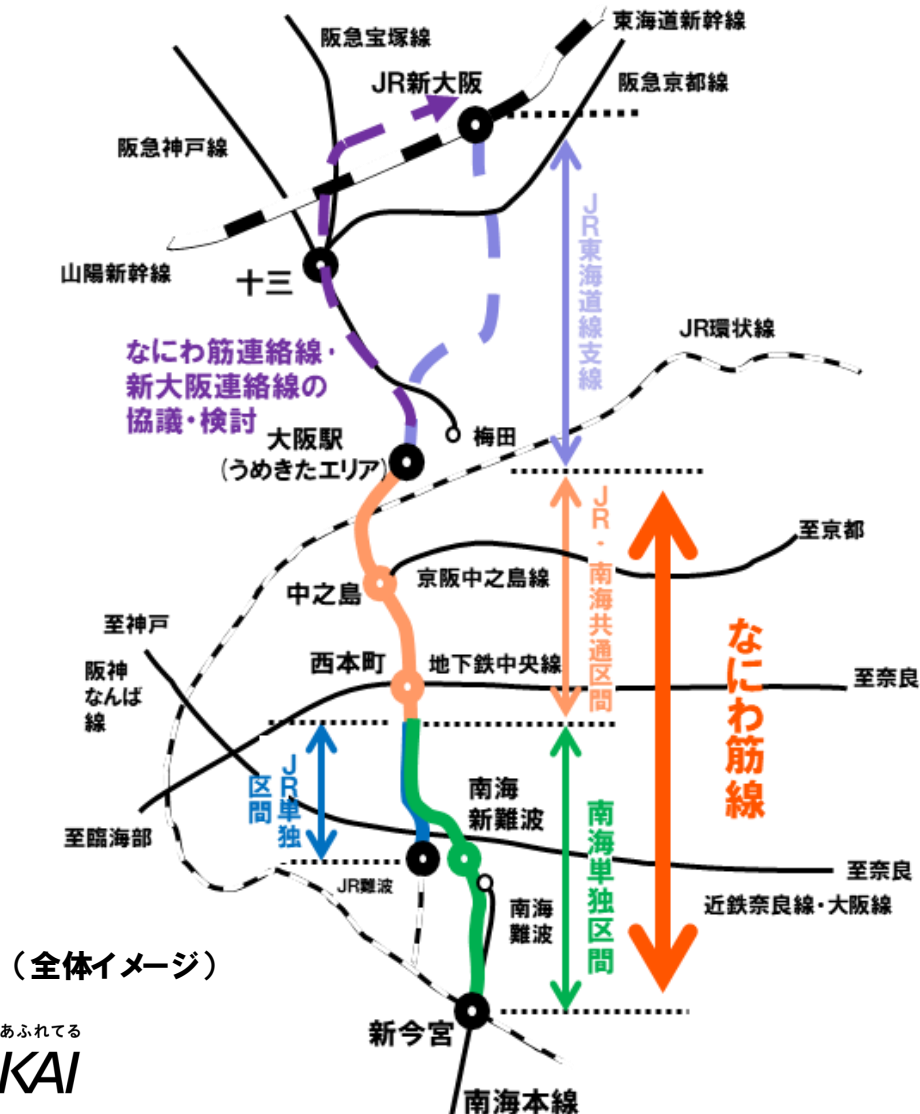 東海道新幹線
阪急宝塚線
JR新大阪
阪急京都線
阪急神戸線
JR東海道線支線
山陽新幹線
十三
JR環状線
なにわ筋連絡線・
新大阪連絡線の
協議・検討
大阪駅
(うめきたエリア)
梅田
JR・南海共通区間
至京都
京阪中之島線
中之島
至神戸
なにわ筋線
西本町
地下鉄中央線
至奈良
阪神
なんば
線
JR単独
区間
南海
新難波
南海単独区間
至臨海部
至奈良
JR難波
近鉄奈良線・大阪線
南海
難波
(全体イメージ)
あふれてる
KAI
新今宮
南海本線